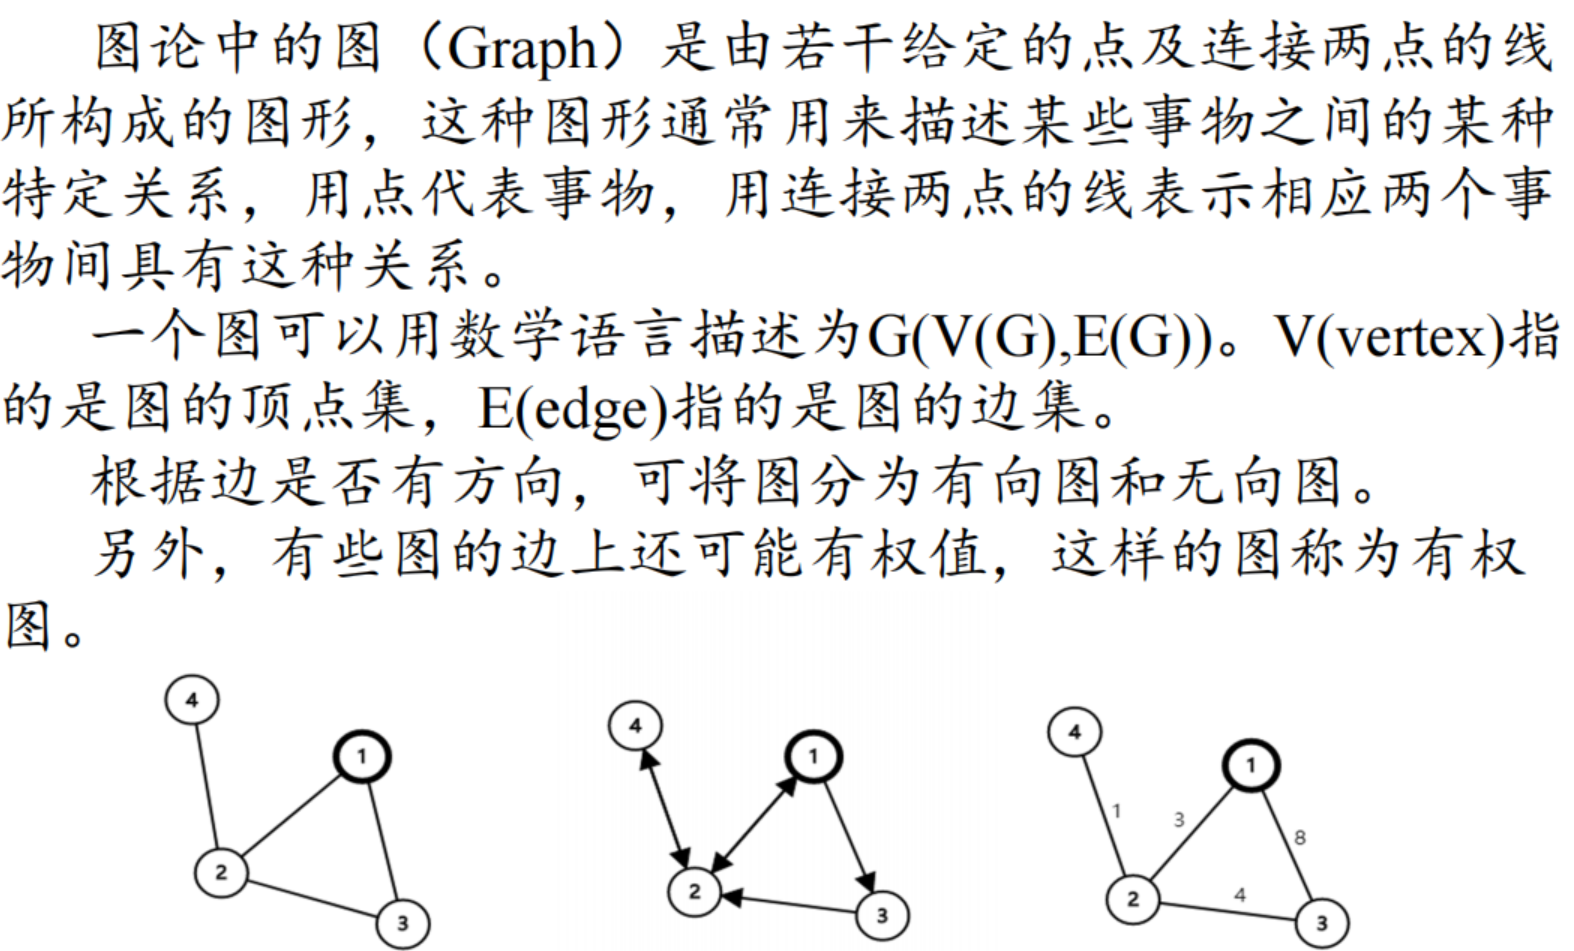 图论中的图（Graph）是由若干给定的点及连接两点的线
所构成的图形，这种图形通常用来描述某些事物之间的某种
特定关系，用点代表事物，用连接两点的线表示相应两个事
物间具有这种关系。
一个图可以用数学语言描述为G(V(G),E(G))。V(vertex)指
的是图的顶点集，E(edge)指的是图的边集。
根据边是否有方向，可将图分为有向图和无向图。
另外，有些图的边上还可能有权值，这样的图称为有权
图。
4
1
2
3
4
1
2
3
4
1
1
3
8
2
4
3